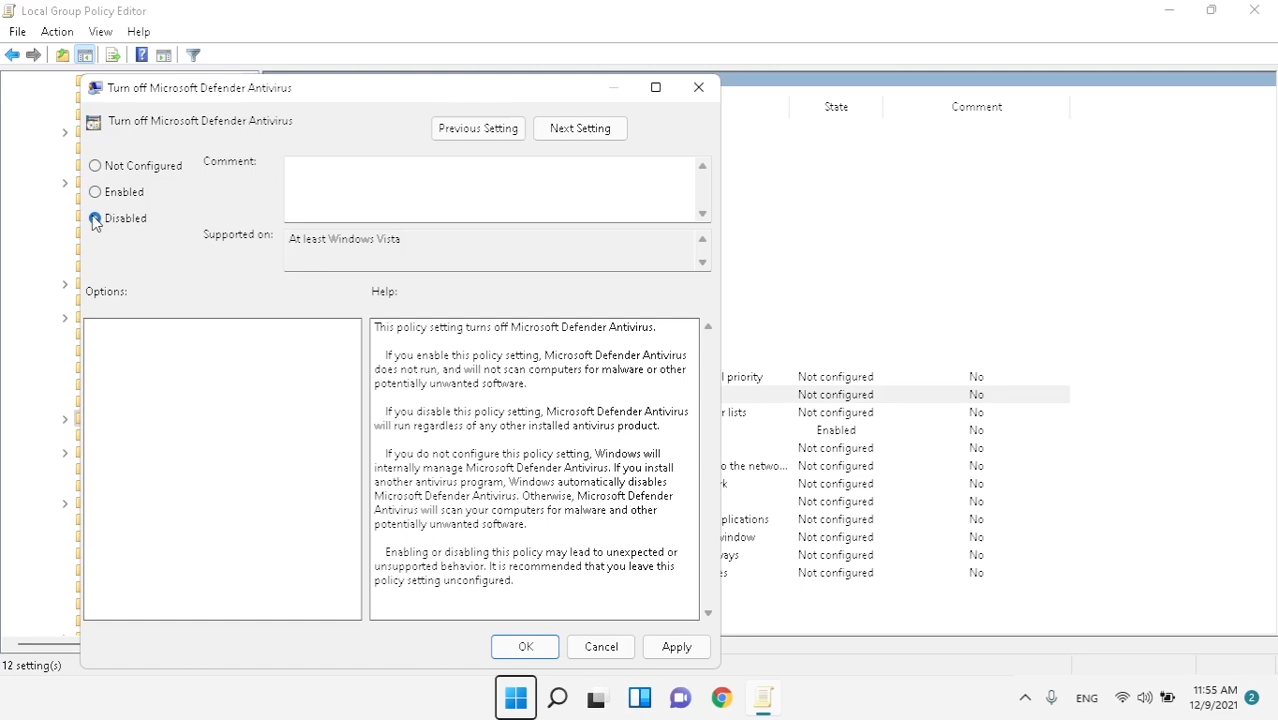 Local Group Policy Editor
File Action View Help
Turn off Microsoft Defender Antivirus
Turn off Microsoft Defender Antivirus
Previous Setting Next Setting
Not Configured
Enabled
Disabled
Comment:
Supported on:
At least Windows Vista
Options:
Help:
This policy setting turns off Microsoft Defender Antivirus.
If you enable this policy setting, Microsoft Defender Antivirus
does not run, and will not scan computers for malware or other
potentially unwanted software.
If you disable this policy setting, Microsoft Defender Antivirus
will run regardless of any other installed antivirus product.
If you do not configure this policy setting, Windows will
internally manage Microsoft Defender Antivirus. If you install
another antivirus program, Windows automatically disables
Microsoft Defender Antivirus. Otherwise, Microsoft Defender
Antivirus will scan your computers for malware and other
potentially unwanted software.
Enabling or disabling this policy may lead to unexpected or
unsupported behavior. It is recommended that you leave this
policy setting unconfigured.
OK Cancel Apply
State Comment
l priority Not configured No
Not configured No
r lists Not configured No
Enabled No
Not configured No
o the netwo... Not configured No
rk Not configured No
Not configured No
plications Not configured No
window Not configured No
ways Not configured No
s Not configured No
12 setting(s)
ENG
11:55 AM
12/9/2021
2